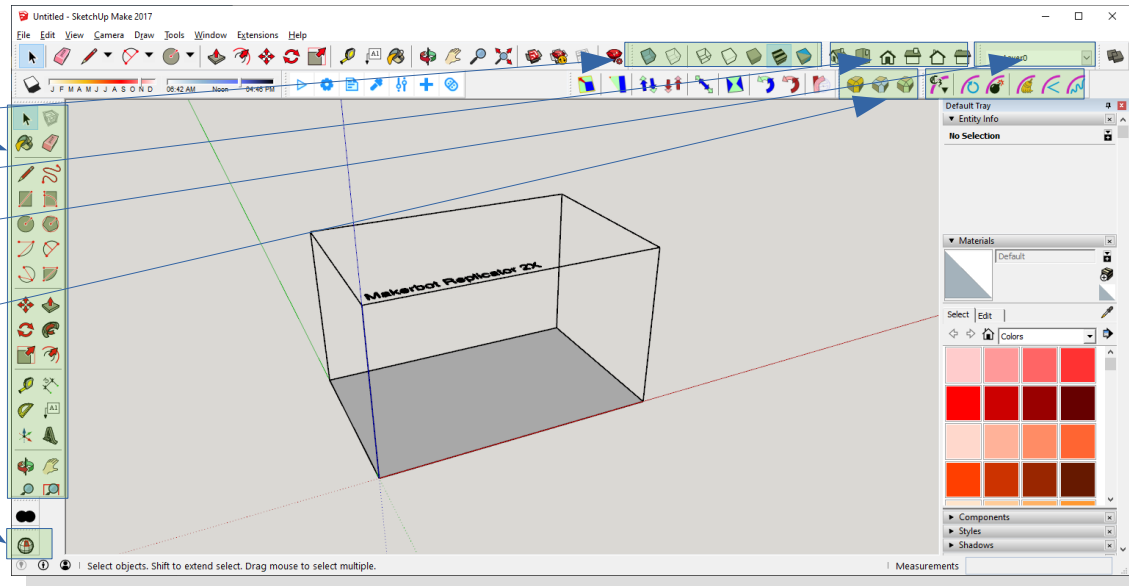 Untitled - SketchUp Make 2017
File Edit View Camera Draw Tools Window Extensions Help
J F M A M J J A S O N D 06:42 AM Noon 04:46 PM
Default Tray
Entity Info
No Selection
Makerbot Replicator 2X
Materials
Default
Select Edit
Colors
Components
Styles
Shadows
Select objects. Shift to extend select. Drag mouse to select multiple.
Measurements